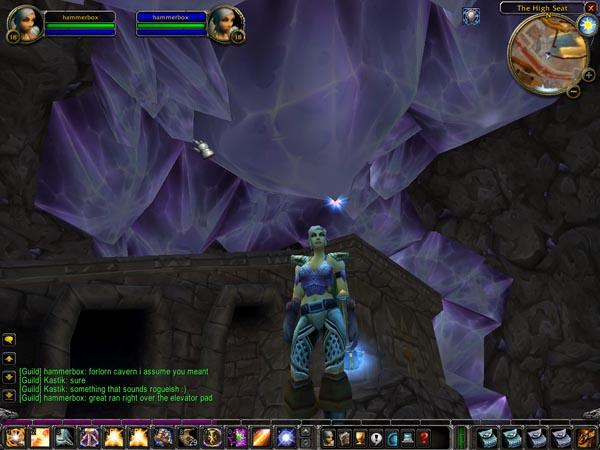 hammerbox
hammerbox
The High Seat
N
18
18
[Guild] hammerbox: forlorn cavern i assume you meant
[Guild] Kastik: sure
[Guild] Kastik: something that sounds rogueish :)
[Guild] hammerbox: great ran right over the elevator pad